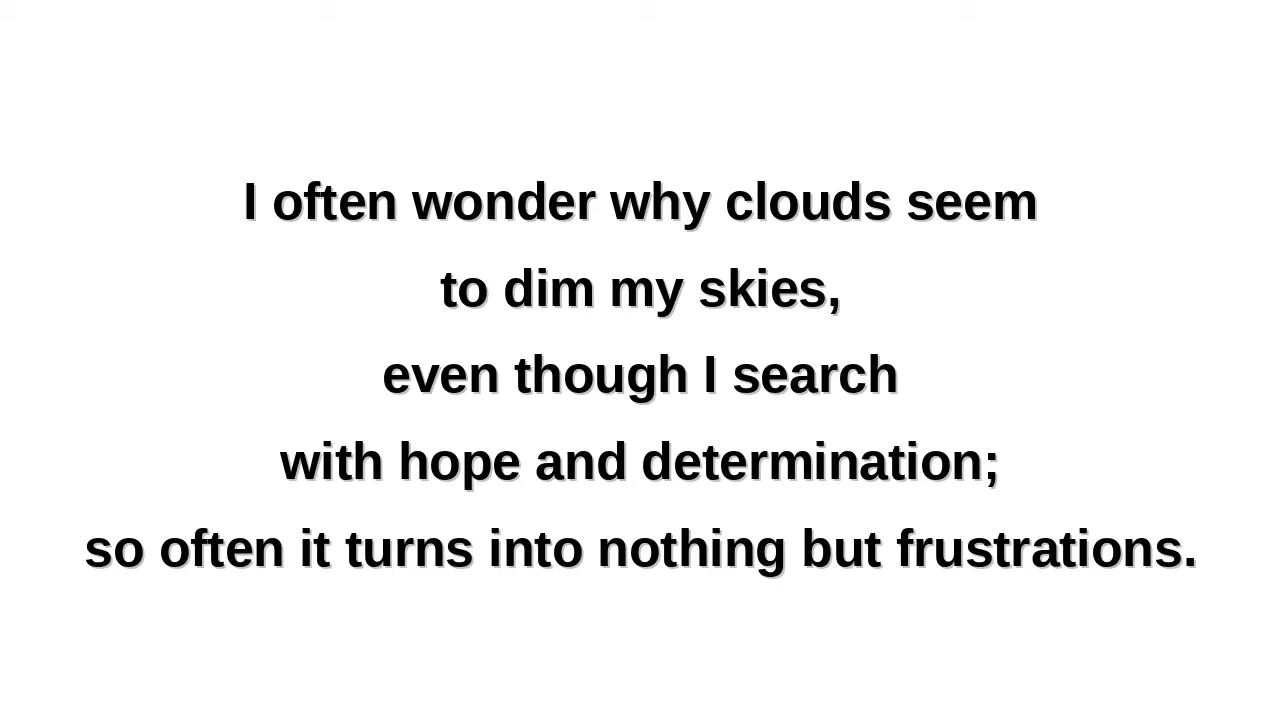 I often wonder why clouds seem
to dim my skies,
even though I search
with hope and determination;
so often it turns into nothing but frustrations.